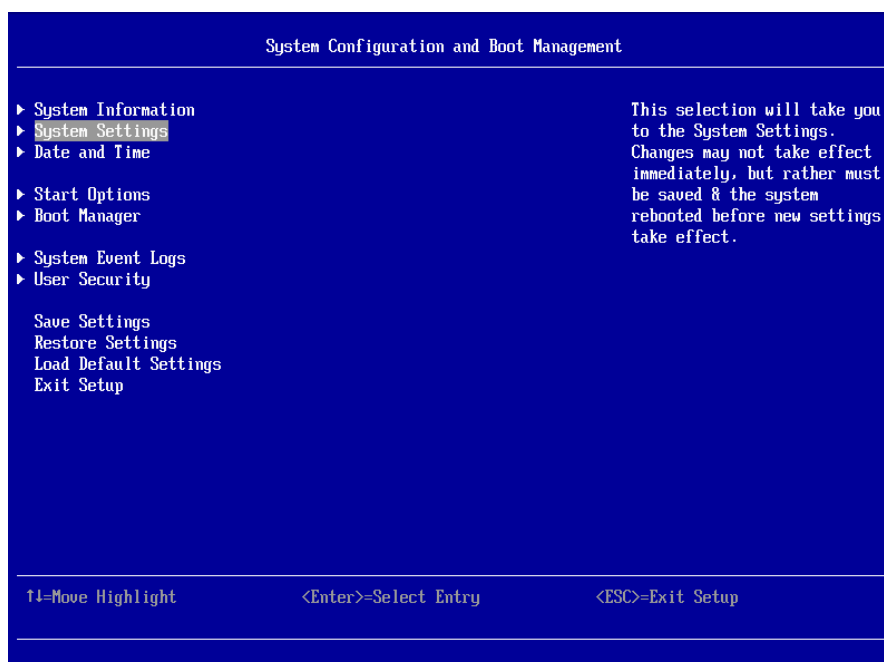 System Configuration and Boot Management
System Information
System Settings
Date and Time
Start Options
Boot Manager
System Event Logs
User Security
Save Settings
Restore Settings
Load Default Settings
Exit Setup
This selection will take you
to the System Settings.
Changes may not take effect
immediately, but rather must
be saved & the system
rebooted before new settings
take effect.
↑↓=Move Highlight <Enter>=Select Entry <ESC>=Exit Setup